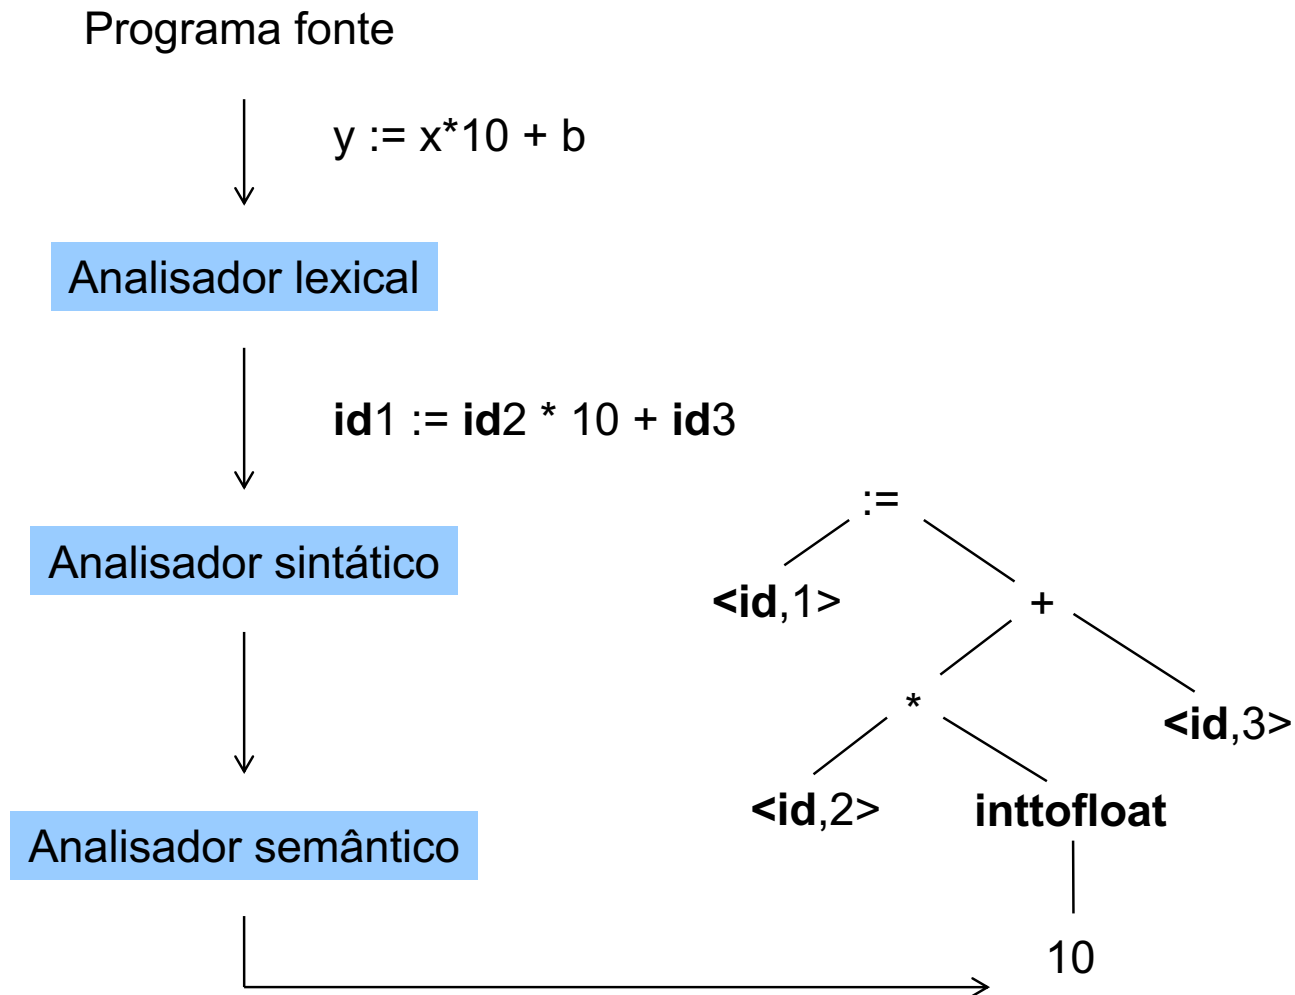 Programa fonte
y := x*10 + b
Analisador lexical
id1 := id2 * 10 + id3
Analisador sintático
:=
<id,1>
+
*
<id,3>
<id,2>
inttofloat
Analisador semântico
10